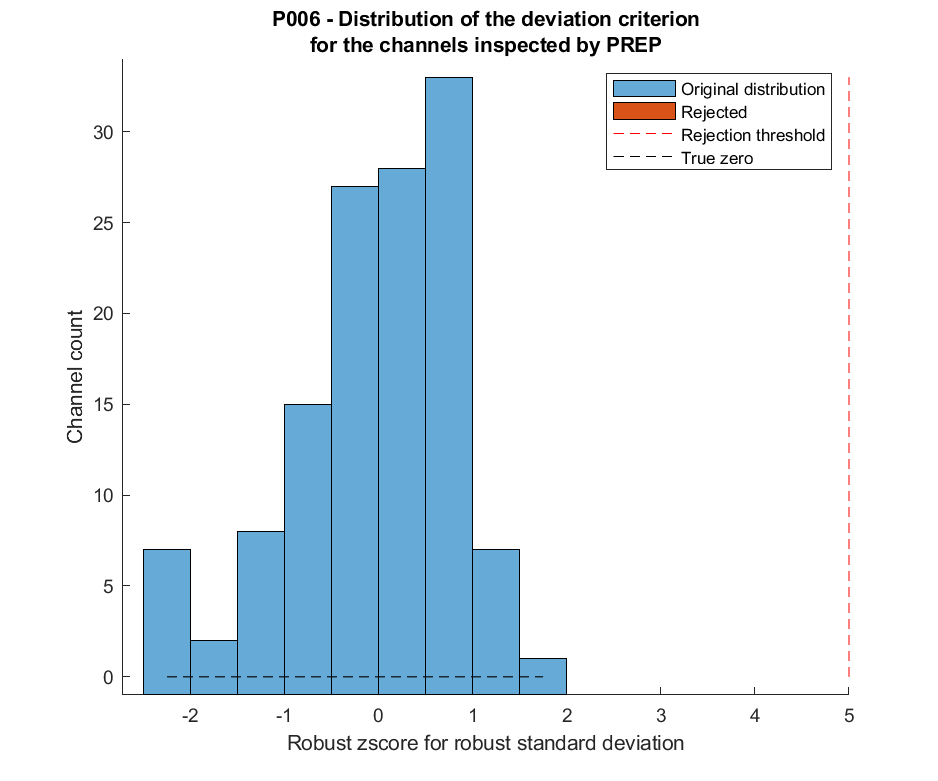 P006 - Distribution of the deviation criterion
for the channels inspected by PREP
Original distribution
Rejected
Rejection threshold
True zero
30
25
20
15
10
5
0
Channel count
-2 -1 0 1 2 3 4 5
Robust zscore for robust standard deviation